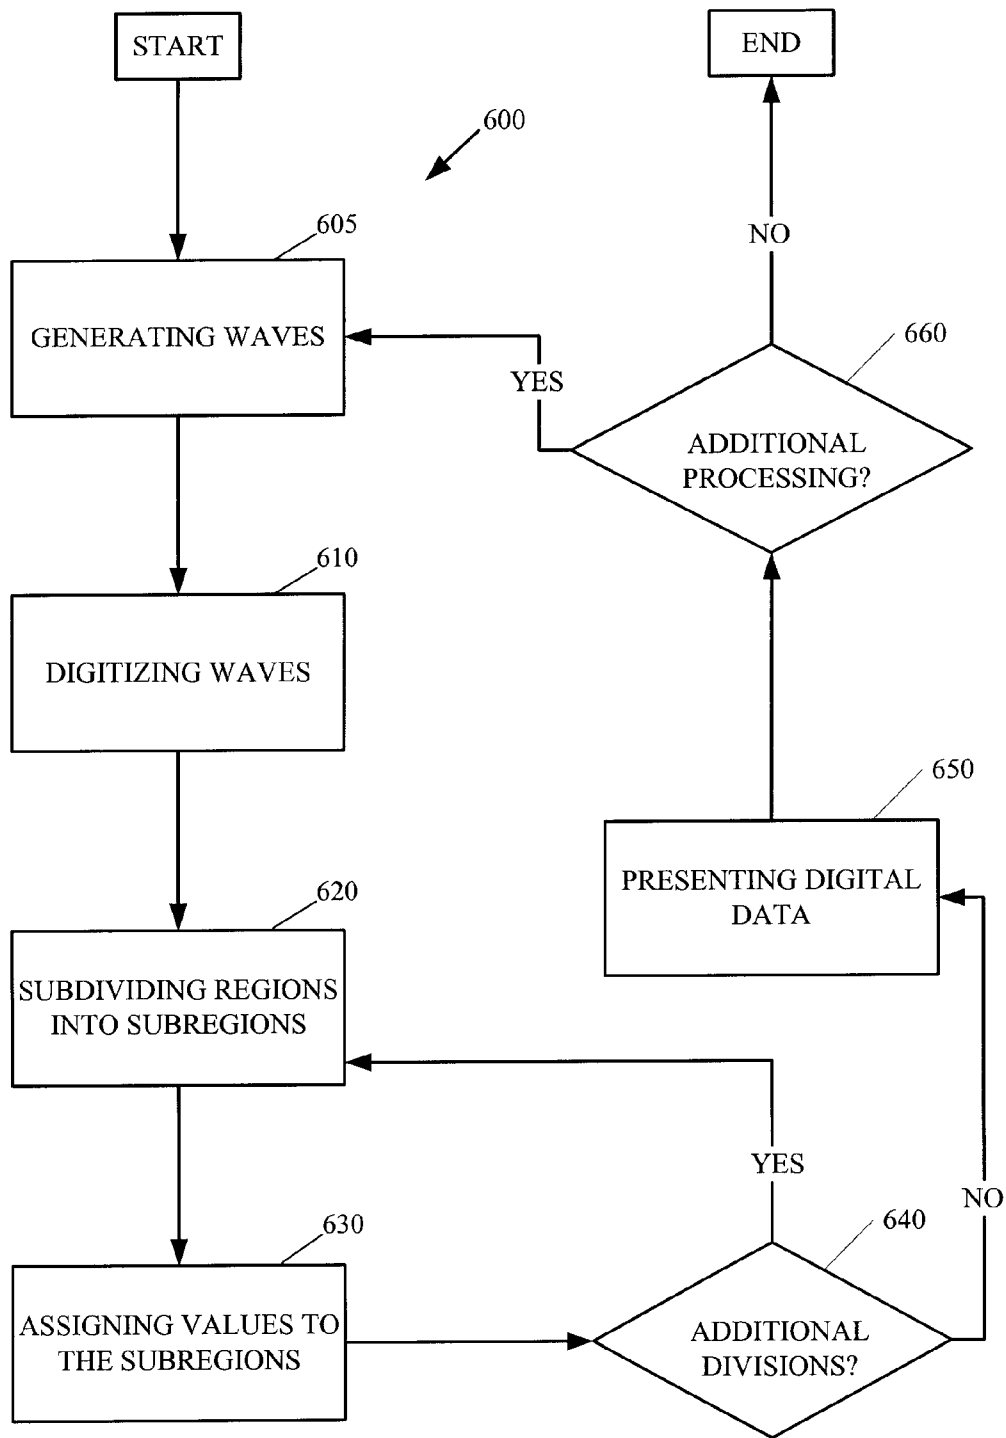 START
END
600
605
GENERATING WAVES
NO
660
YES
ADDITIONAL
PROCESSING?
610
DIGITIZING WAVES
650
PRESENTING DIGITAL
DATA
620
SUBDIVIDING REGIONS
INTO SUBREGIONS
YES
NO
630
640
ASSIGNING VALUES TO
THE SUBREGIONS
ADDITIONAL
DIVISIONS?